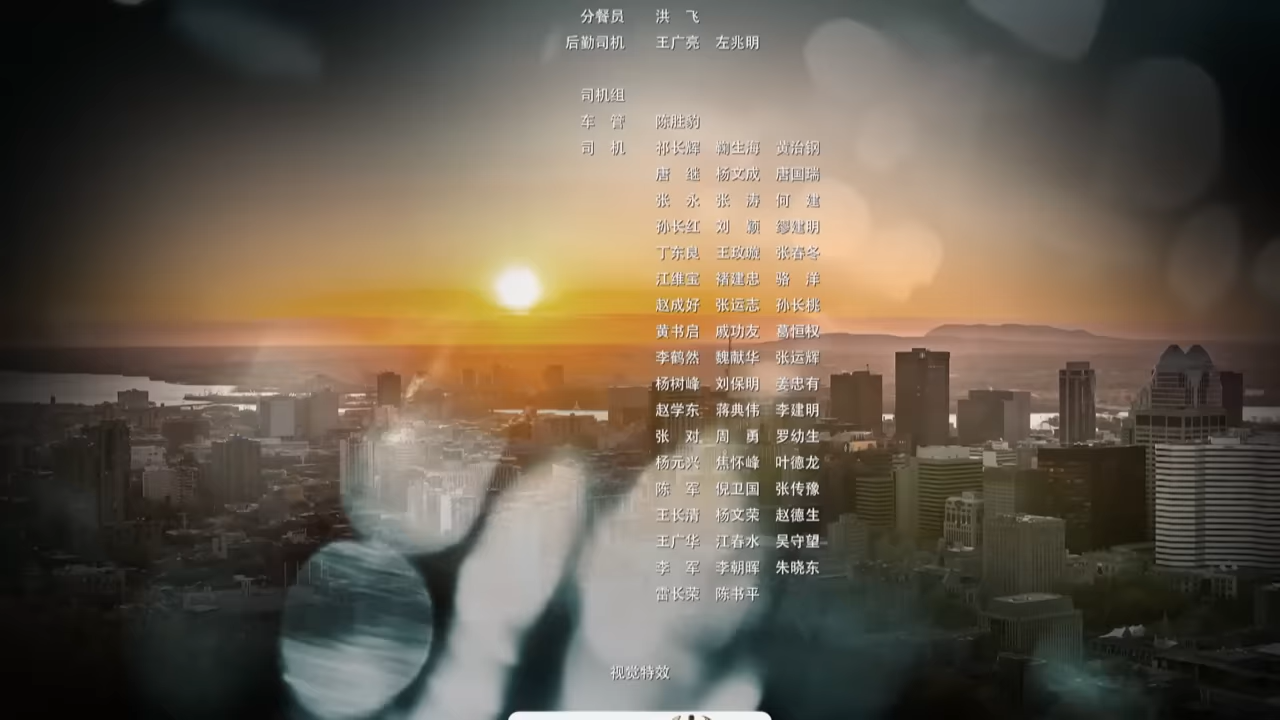 分餐员 洪 飞
后勤司机 王广亮 左兆明
司机组
车 管 陈胜豹
司 机 祁长辉 鞠生海 黄治钢
唐 继 杨文成 唐国瑞
张 永 张 涛 何 建
孙长红 刘 颖 缪建明
丁东良 王玫璇 张春冬
江维宝 褚建忠 骆 洋
赵成好 张运志 孙长桃
黄书启 戚功友 葛恒权
李鹤然 魏献华 张运辉
杨树峰 刘保明 姜忠有
赵学东 蒋典伟 李建明
张 对 周 勇 罗幼生
杨元兴 焦怀峰 叶德龙
陈 军 倪卫国 张传豫
王长清 杨文荣 赵德生
王广华 江春水 吴守望
李 军 李朝晖 朱晓东
雷长荣 陈书平
视觉特效